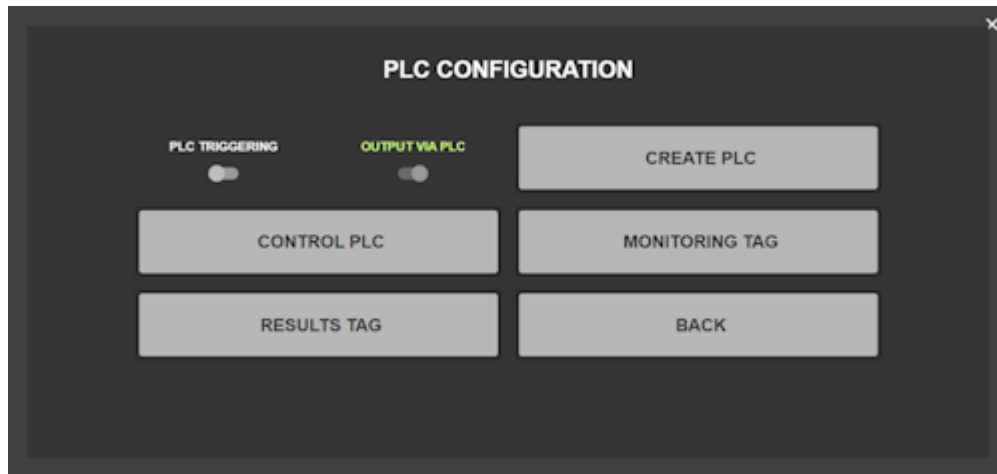 PLC CONFIGURATION
PLC TRIGGERING
OUTPUT VIA PLC
CREATE PLC
CONTROL PLC
MONITORING TAG
RESULTS TAG
BACK